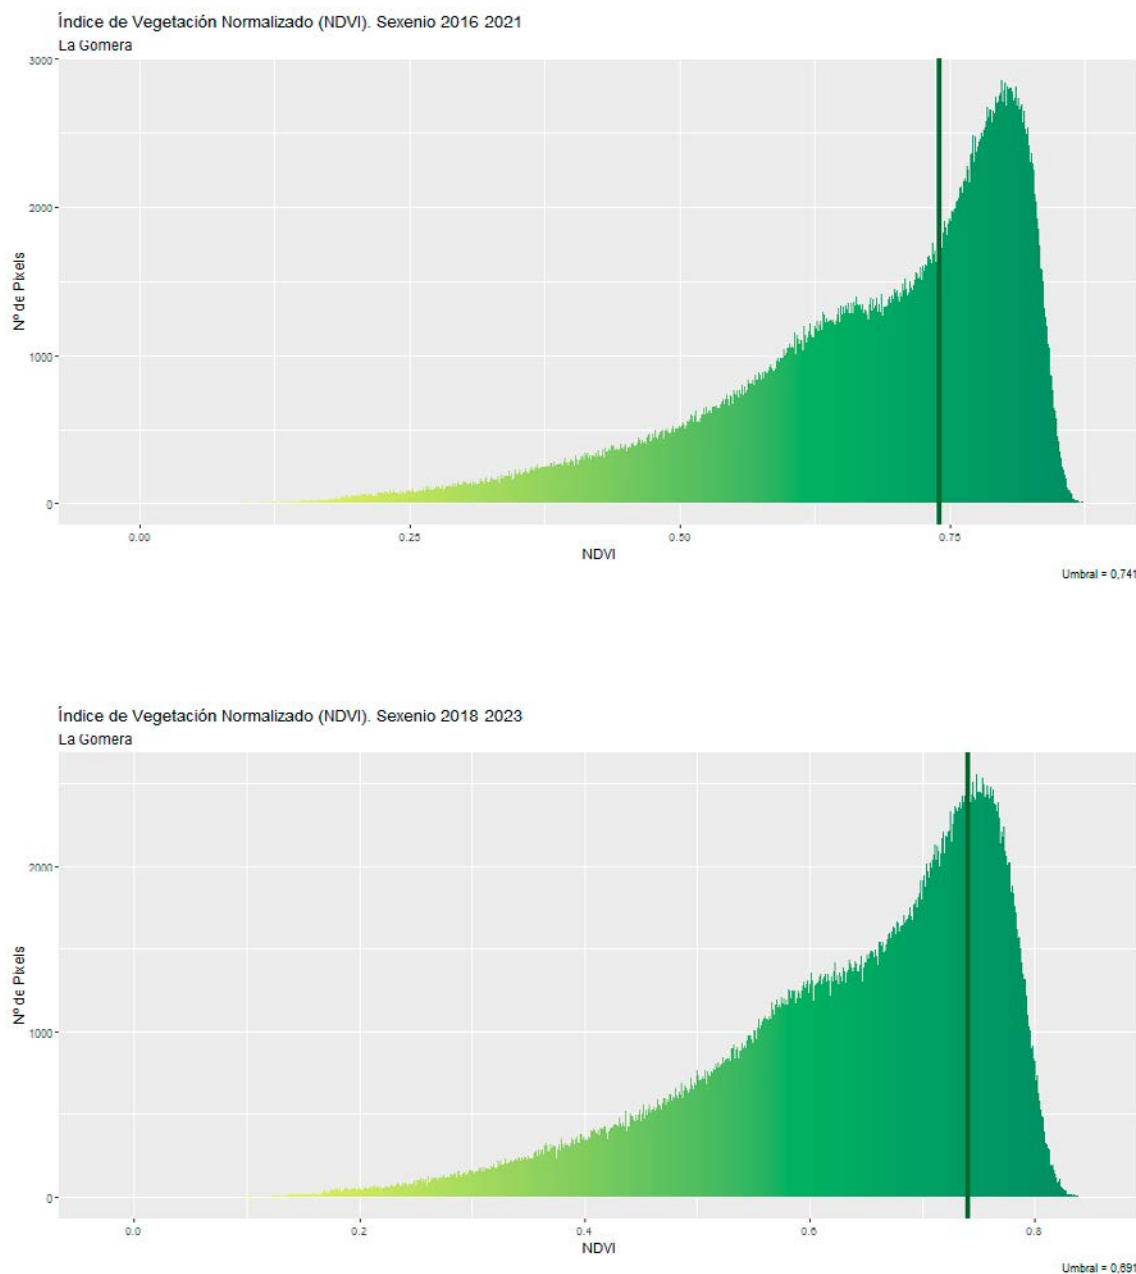 Índice de Vegetación Normalizado (NDVI). Sexenio 2016 2021
La Gomera
3000
2000
1000
0
Nº de Pixels
0.00 0.25 0.50 0.75
NDVI
Umbral = 0,741
Índice de Vegetación Normalizado (NDVI). Sexenio 2018 2023
La Gomera
2000
1000
0
Nº de Pixels
0.0 0.2 0.4 0.6 0.8
NDVI
Umbral = 0,691